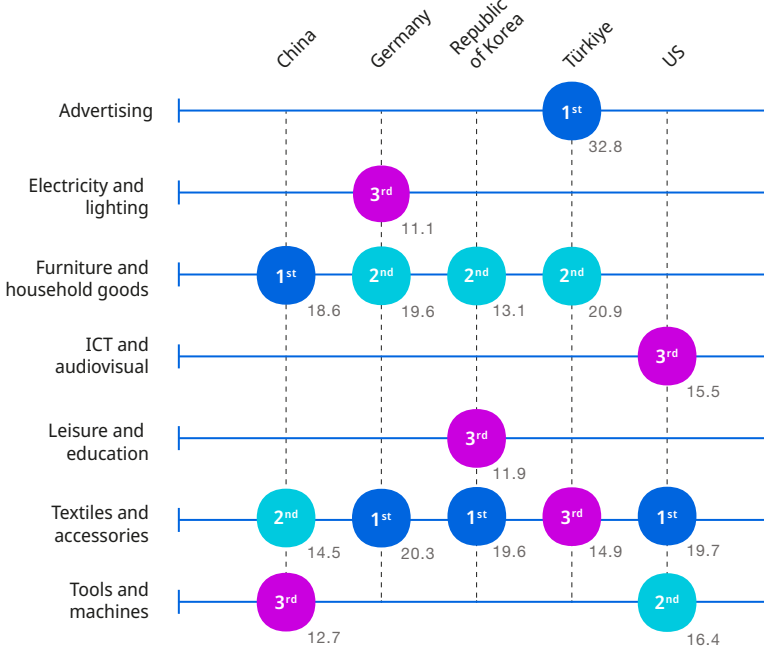 China
Germany
Republic
of Korea
Türkiye
US
Advertising
1st
32.8
Electricity and
lighting
3rd
11.1
Furniture and
household goods
1st
18.6
2nd
19.6
2nd
13.1
2nd
20.9
ICT and
audiovisual
3rd
15.5
Leisure and
education
3rd
11.9
Textiles and
accessories
2nd
14.5
1st
20.3
1st
19.6
3rd
14.9
1st
19.7
Tools and
machines
3rd
12.7
2nd
16.4